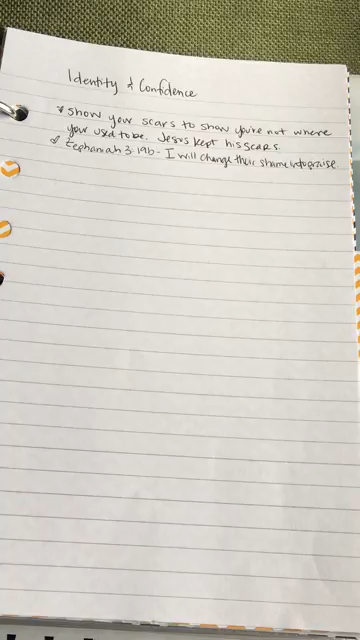 Identity & Confidence
* Show your scars to show you're not where
your used to be. Jesus kept his scars.
* Zephaniah 3:19b - I will change their shame into praise